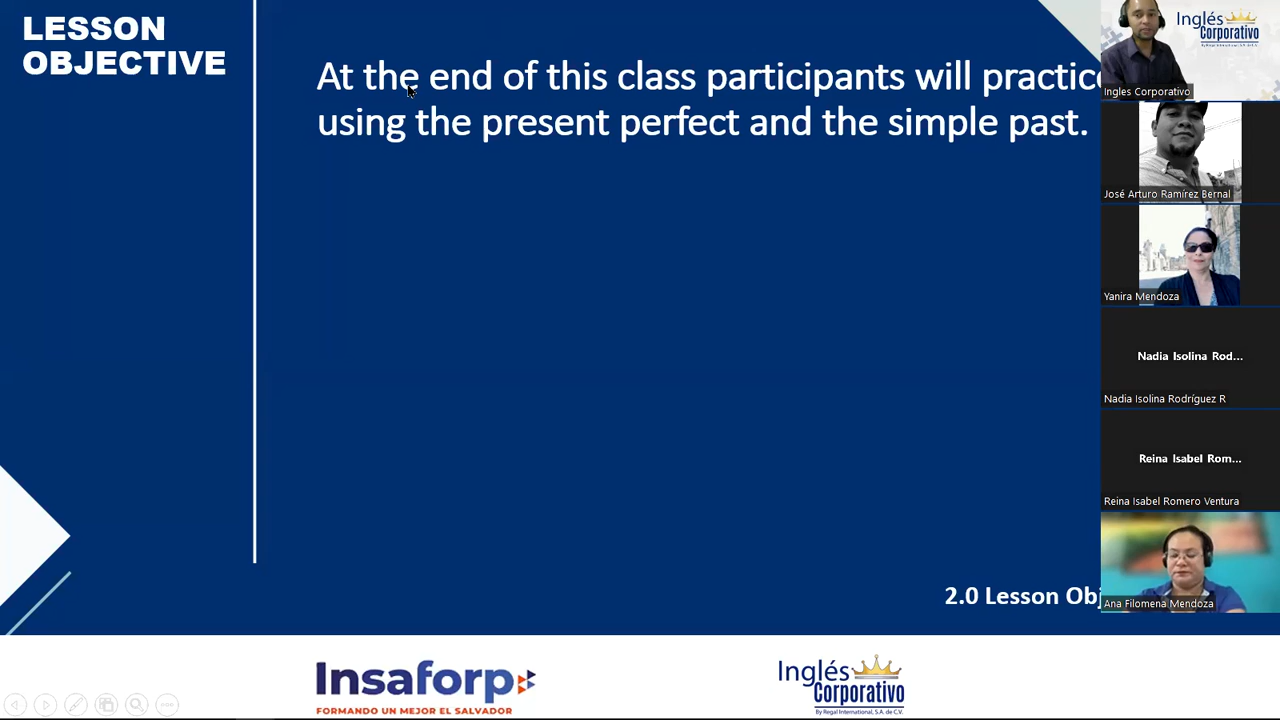 LESSON
OBJECTIVE
At the end of this class participants will practice
using the present perfect and the simple past.
2.0 Lesson Obj
Insaforp
FORMANDO UN MEJOR EL SALVADOR
Inglés
Corporativo
By Regal International, S.A. de C.V.
Inglés
Corporativo
Ingles Corporativo
José Arturo Ramírez Bernal
Yanira Mendoza
Nadia Isolina Rod...
Nadia Isolina Rodríguez R
Reina Isabel Rom...
Reina Isabel Romero Ventura
Ana Filomena Mendoza